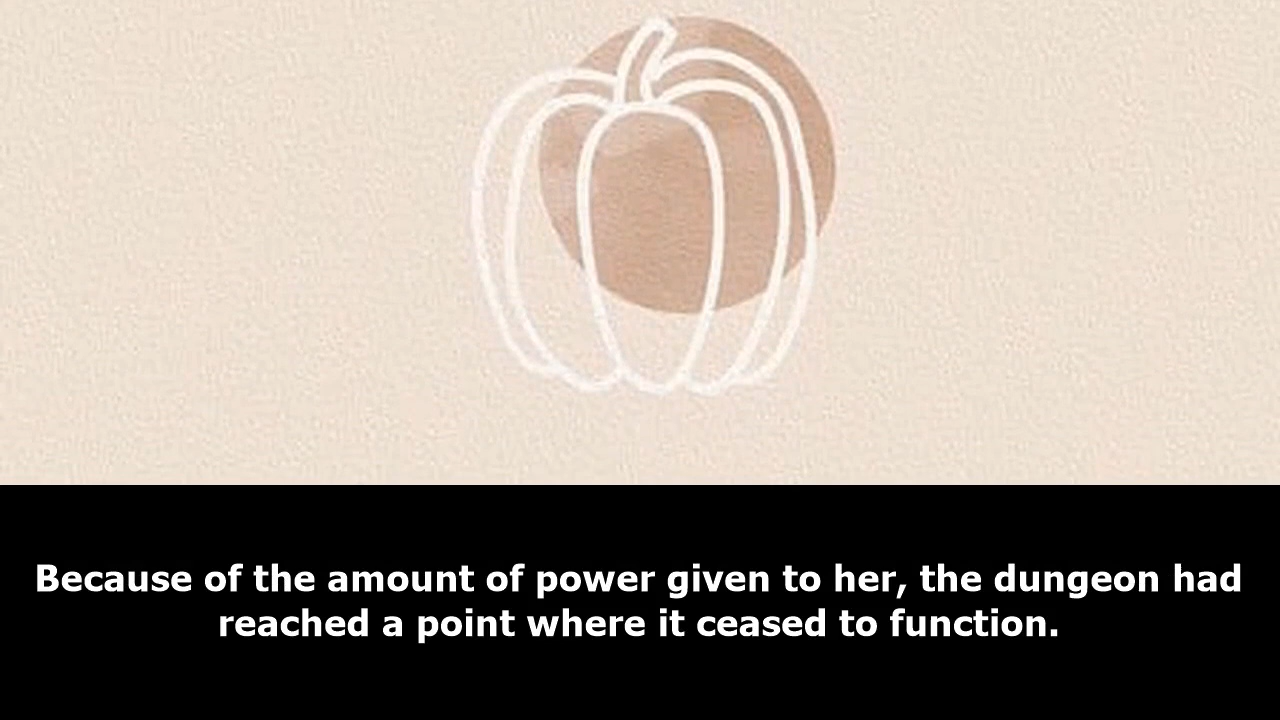 Because of the amount of power given to her, the dungeon had
reached a point where it ceased to function.